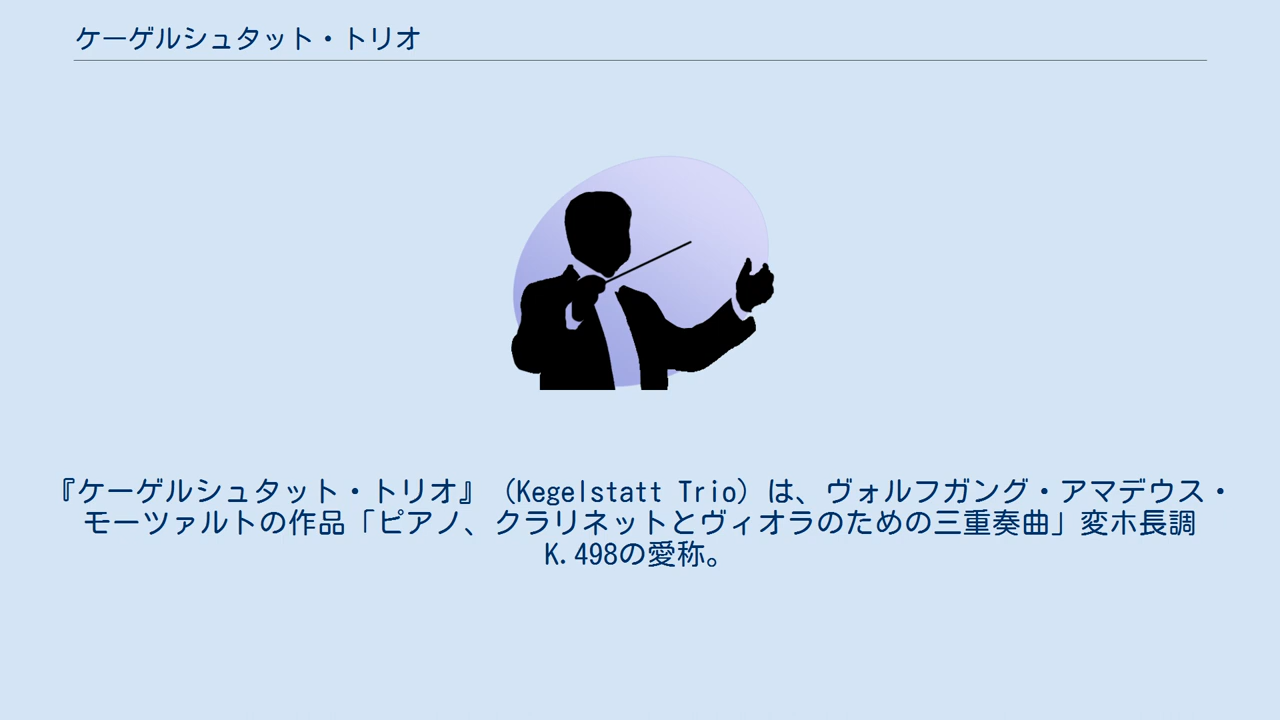 ケーゲルシュタット・トリオ
『ケーゲルシュタット・トリオ』（Kegelstatt Trio）は、ヴォルフガング・アマデウス・
モーツァルトの作品「ピアノ、クラリネットとヴィオラのための三重奏曲」変ホ長調
K.498の愛称。